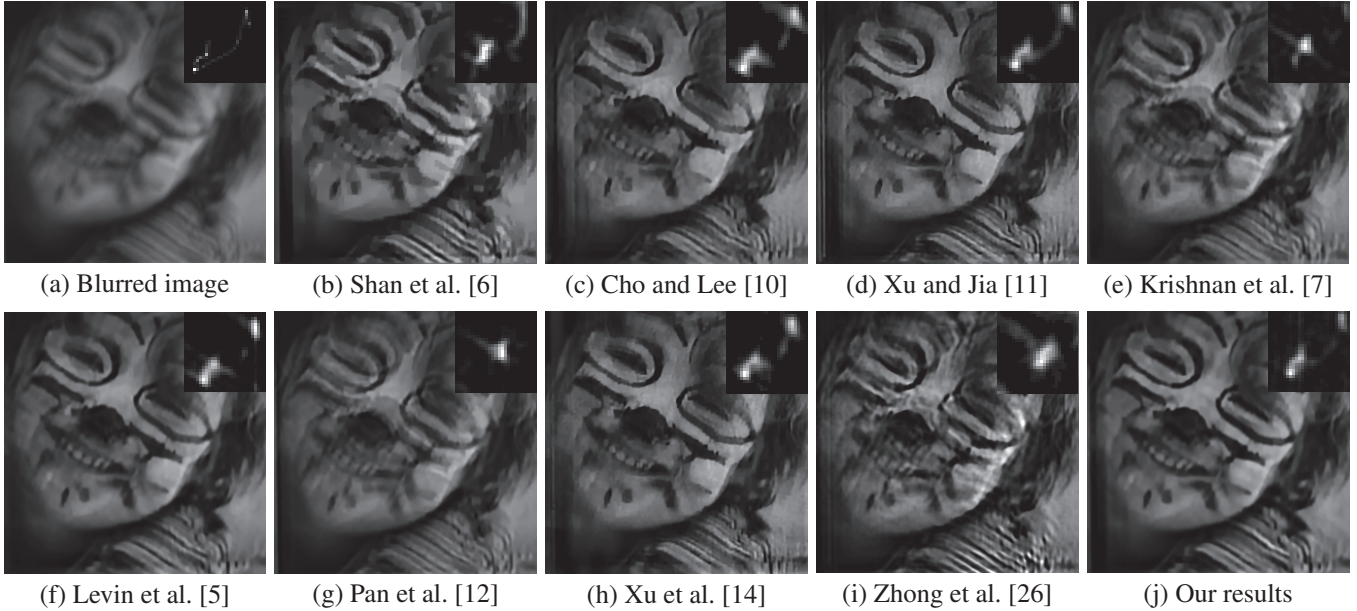 (a) Blurred image
(b) Shan et al. [6]
(c) Cho and Lee [10]
(d) Xu and Jia [11]
(e) Krishnan et al. [7]
(f) Levin et al. [5]
(g) Pan et al. [12]
(h) Xu et al. [14]
(i) Zhong et al. [26]
(j) Our results